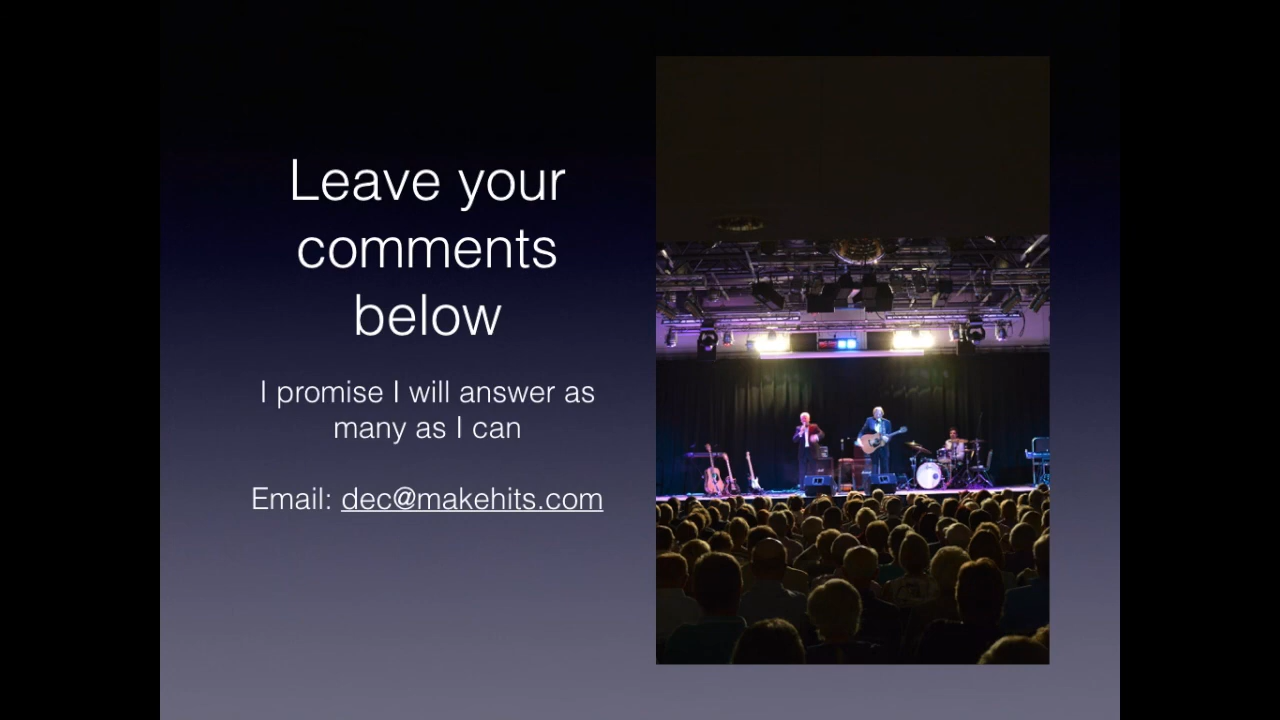 Leave your
comments
below
I promise I will answer as
many as I can
Email: dec@makehits.com